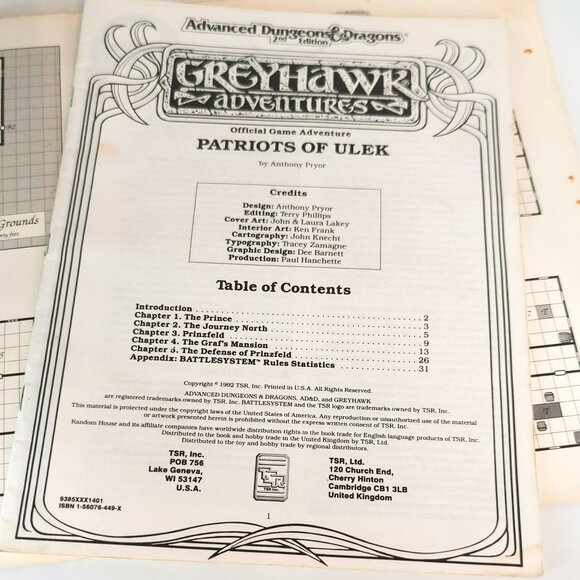 Advanced Dungeons & Dragons®
2nd Edition
GREYHAWK®
ADVENTURES
Official Game Adventure
PATRIOTS OF ULEK
by Anthony Pryor
Credits
Design: Anthony Pryor
Editing: Terry Phillips
Cover Art: John & Laura Lakey
Interior Art: Ken Frank
Cartography: John Knecht
Typography: Tracey Zamagne
Graphic Design: Dee Barnett
Production: Paul Hanchette
Table of Contents
Introduction . . . . . . . . . . 2
Chapter 1. The Prince . . . . . . . . . . 3
Chapter 2. The Journey North . . . . . . . . . . 5
Chapter 3. Prinzfeld . . . . . . . . . . 9
Chapter 4. The Graf's Mansion . . . . . . . . . . 13
Chapter 5. The Defense of Prinzfeld . . . . . . . . . . 26
Appendix: BATTLESYSTEM™ Rules Statistics . . . . . . . . . . 31
Copyright © 1992 TSR, Inc. Printed in U.S.A. All Rights Reserved.
ADVANCED DUNGEONS & DRAGONS, AD&D, and GREYHAWK
are registered trademarks owned by TSR, Inc. BATTLESYSTEM and the TSR logo are trademarks owned by TSR, Inc.
This material is protected under the copyright laws of the United States of America. Any reproduction or unauthorized use of the material
or artwork presented herein is prohibited without the express written consent of TSR, Inc.
Random House and its affiliate companies have worldwide distribution rights in the book trade for English language products of TSR, Inc.
Distributed to the book and hobby trade in the United Kingdom by TSR Ltd.
Distributed to the toy and hobby trade by regional distributors.
TSR, Inc.
POB 756
Lake Geneva,
WI 53147
U.S.A.
TSR, Inc.
TSR, Ltd.
120 Church End,
Cherry Hinton
Cambridge CB1 3LB
United Kingdom
9385XXX1401
ISBN 1-56076-449-X
1
Grounds